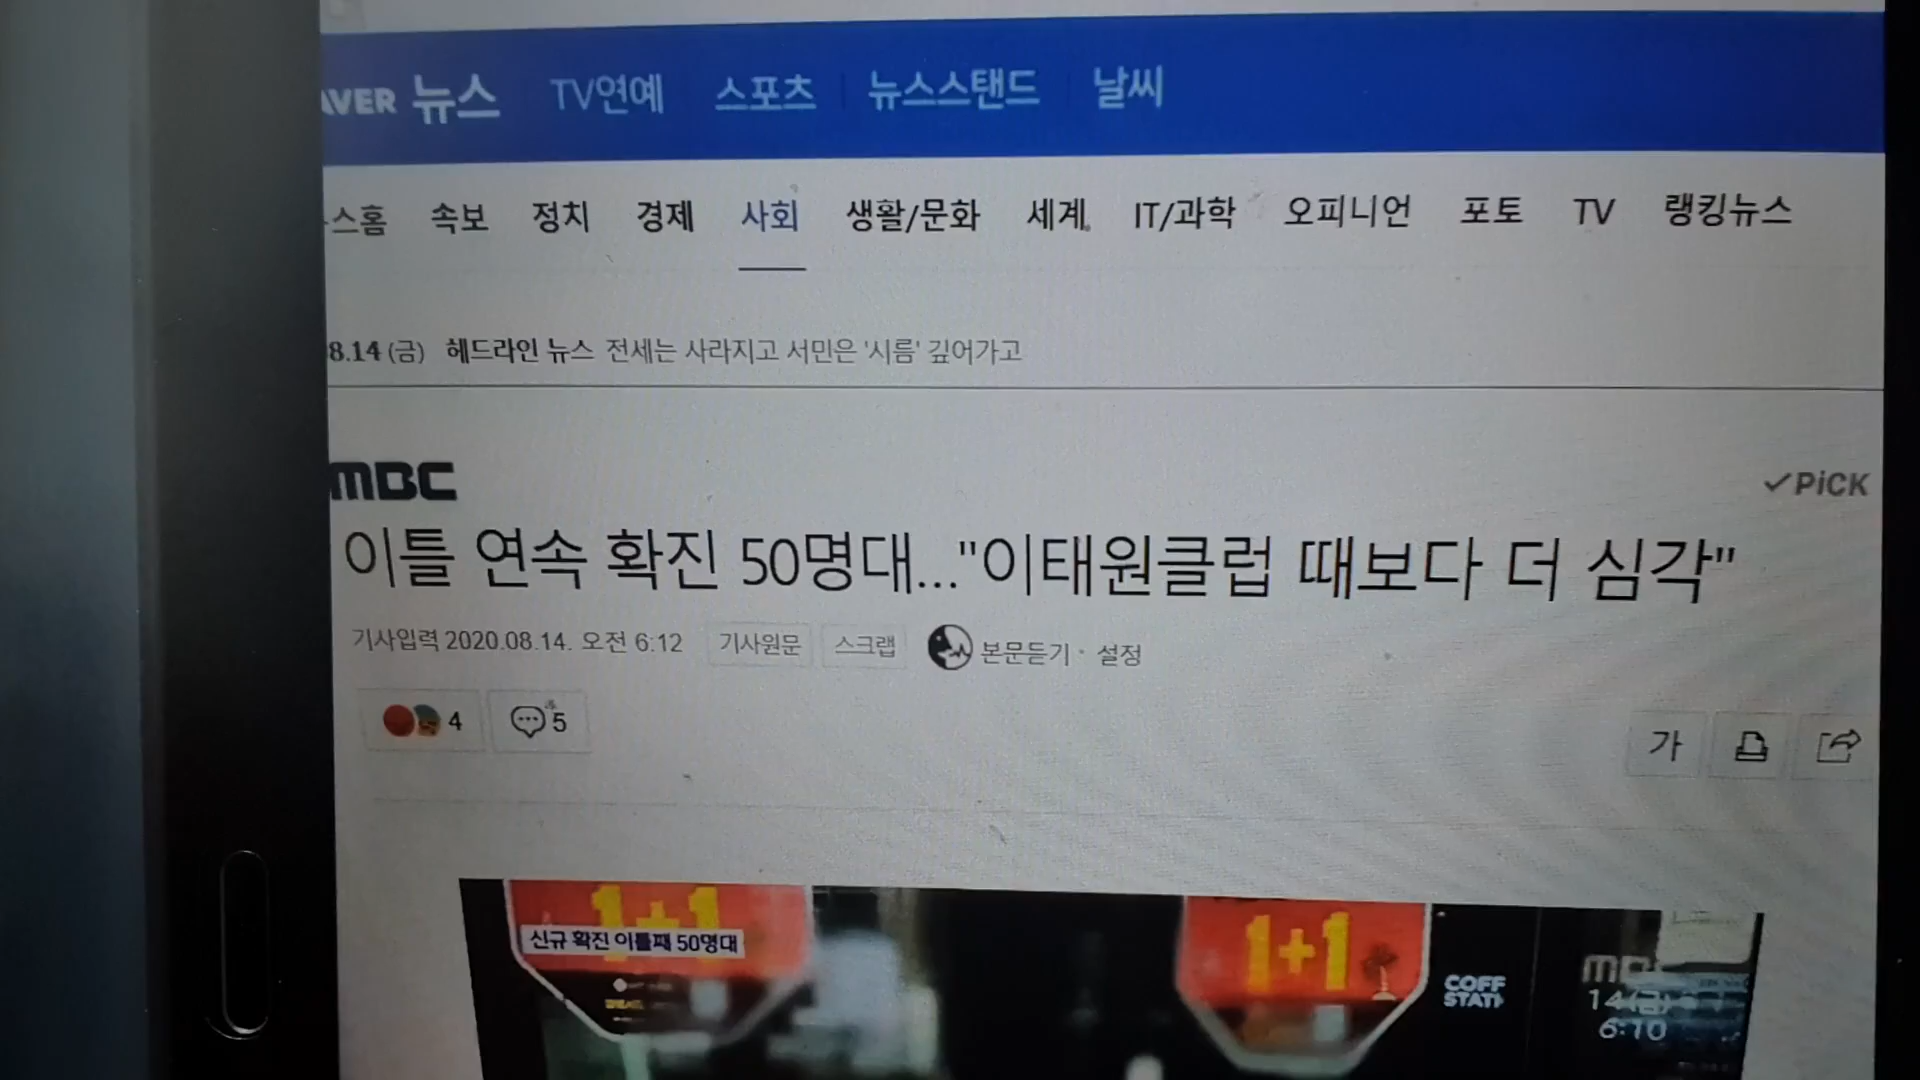 AVER 뉴스 TV연예 스포츠 뉴스스탠드 날씨
스홈 속보 정치 경제 사회 생활/문화 세계 IT/과학 오피니언 포토 TV 랭킹뉴스
8.14 (금) 헤드라인 뉴스 전세는 사라지고 서민은 '시름' 깊어가고
MBC
✓PiCK
이틀 연속 확진 50명대..."이태원클럽 때보다 더 심각"
기사입력 2020.08.14. 오전 6:12 기사원문 스크랩 본문듣기 · 설정
4 5
가
1+1 1+1
신규 확진 이틀째 50명대
COFF
STATI
14(금)
6:10